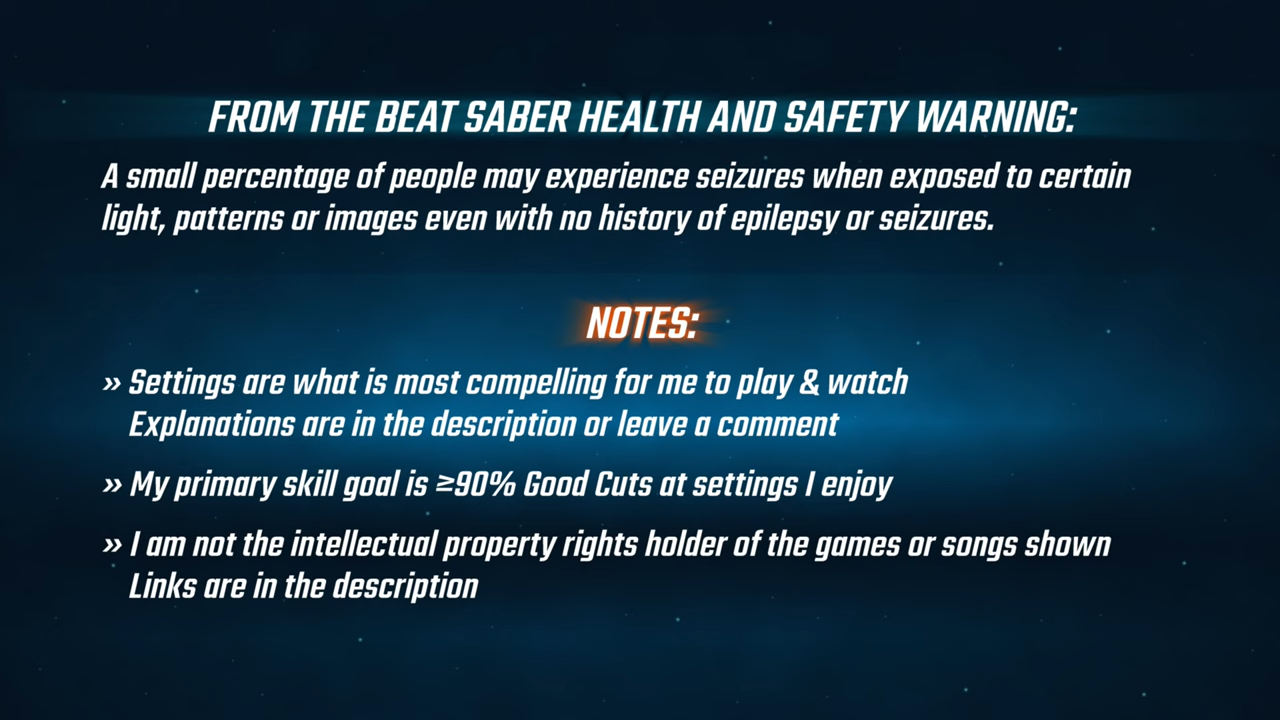 FROM THE BEAT SABER HEALTH AND SAFETY WARNING:
A small percentage of people may experience seizures when exposed to certain
light, patterns or images even with no history of epilepsy or seizures.
NOTES:
» Settings are what is most compelling for me to play & watch
Explanations are in the description or leave a comment
» My primary skill goal is ≥90% Good Cuts at settings I enjoy
» I am not the intellectual property rights holder of the games or songs shown
Links are in the description